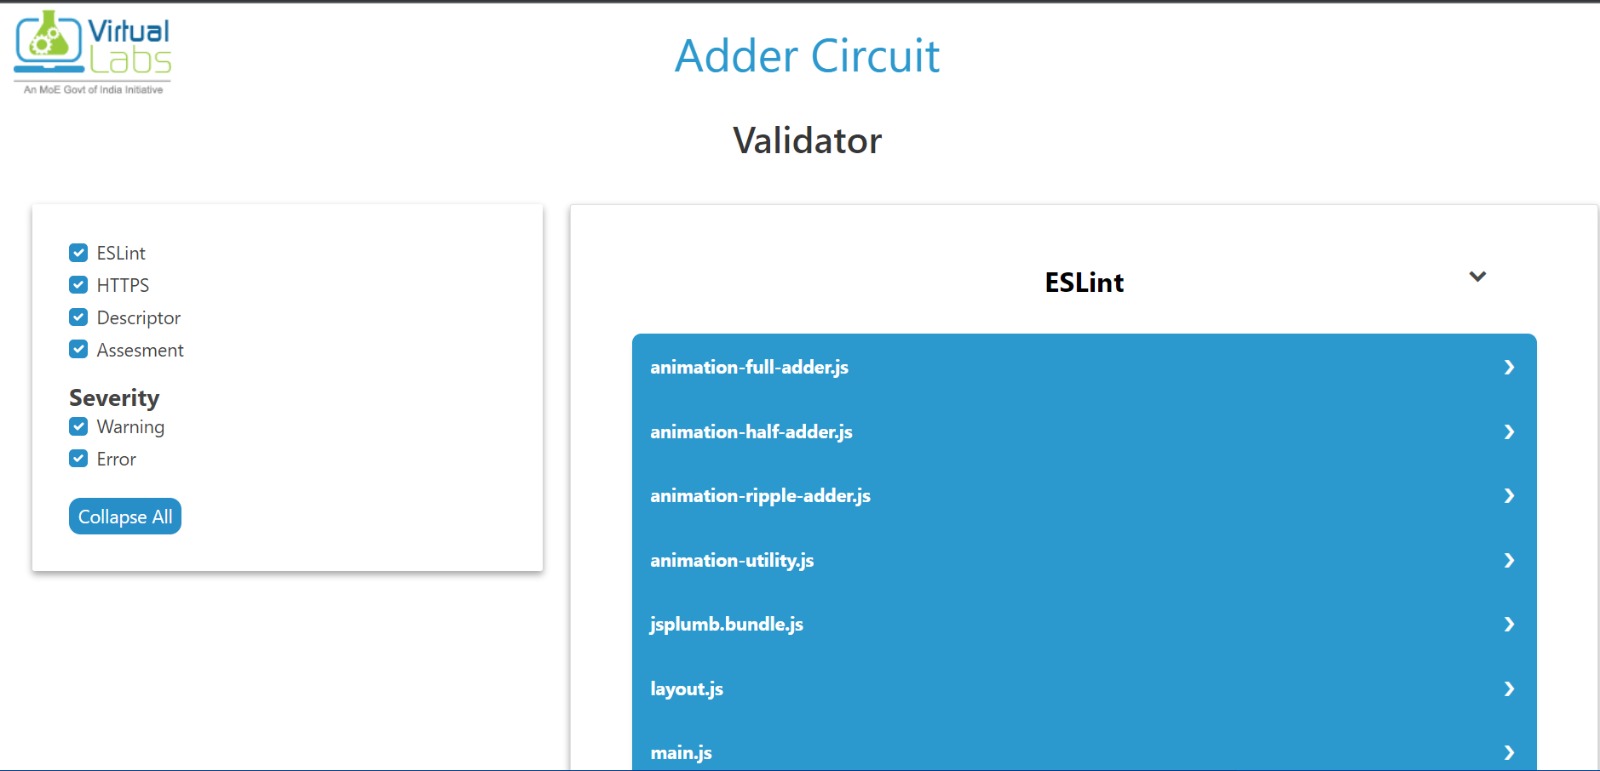 Virtual
Labs
An MoE Govt of India Initiative
Adder Circuit
Validator
ESLint
HTTPS
Descriptor
Assesment
Severity
Warning
Error
Collapse All
ESLint
animation-full-adder.js
animation-half-adder.js
animation-ripple-adder.js
animation-utility.js
jsplumb.bundle.js
layout.js
main.js